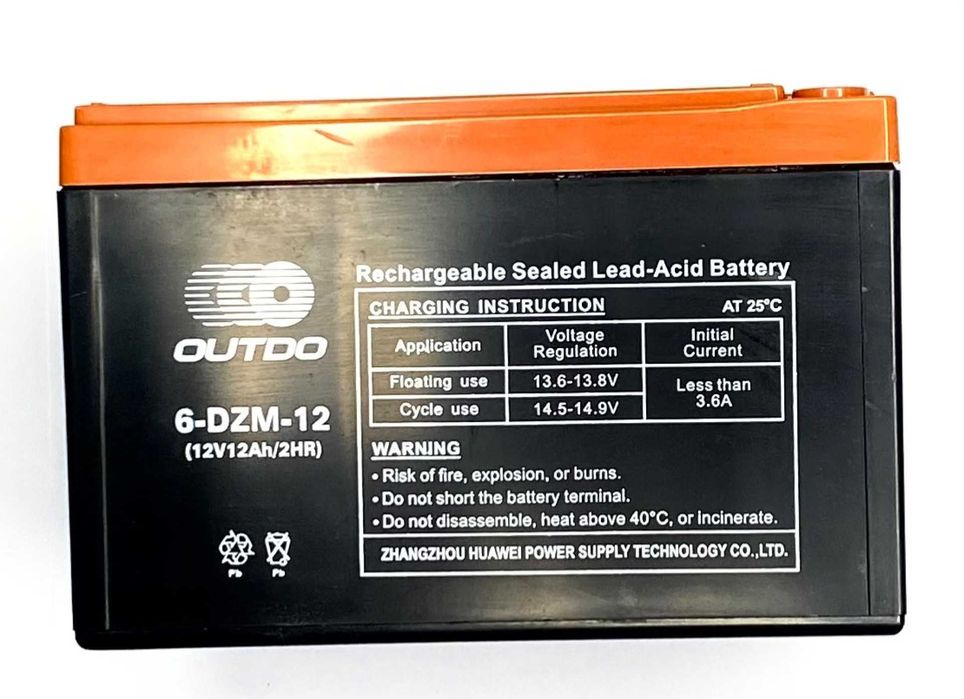 OUTDO
6-DZM-12
(12V12Ah/2HR)
Pb Pb
Rechargeable Sealed Lead-Acid Battery
CHARGING INSTRUCTION AT 25°C
Application Voltage Regulation Initial Current
Floating use 13.6-13.8V Less than 3.6A
Cycle use 14.5-14.9V
WARNING
• Risk of fire, explosion, or burns.
• Do not short the battery terminal.
• Do not disassemble, heat above 40°C, or incinerate.
ZHANGZHOU HUAWEI POWER SUPPLY TECHNOLOGY CO.,LTD.